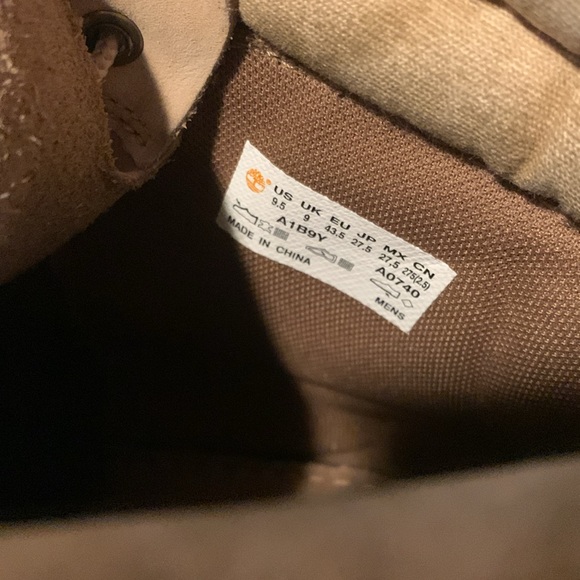 US UK EU JP MX CN
9.5 9 43.5 27.5 27,5 275(2.5)
A1B9Y A0740
MADE IN CHINA MENS